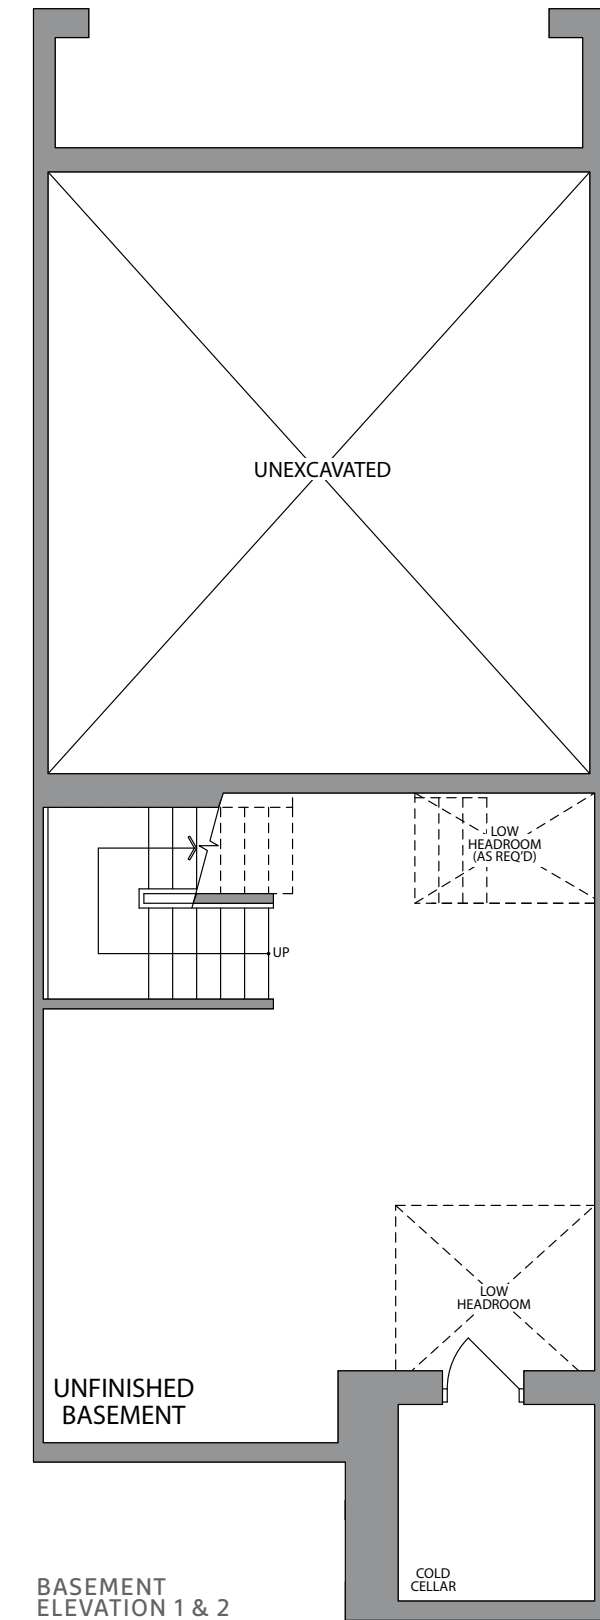 UNEXCAVATED
LOW
HEADROOM
(AS REQ'D)
UP
LOW
HEADROOM
UNFINISHED
BASEMENT
COLD
CELLAR
BASEMENT
ELEVATION 1 & 2